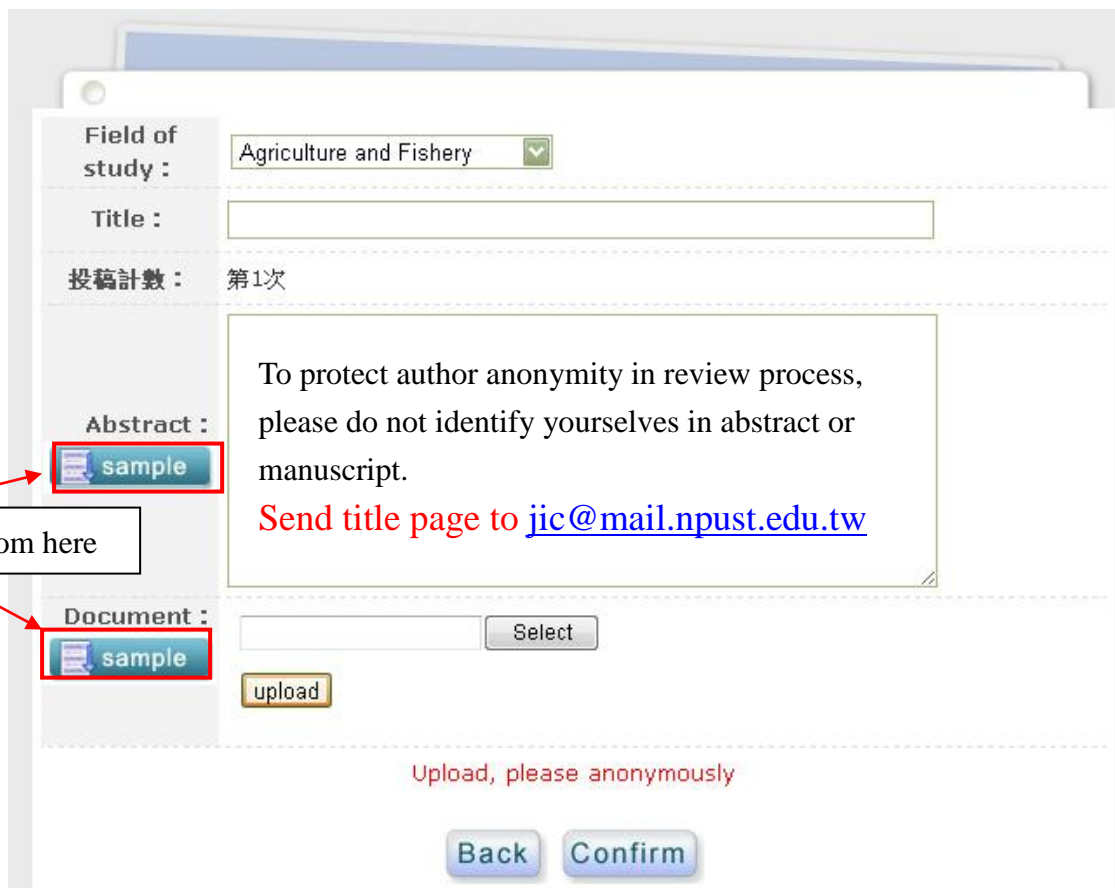 Field of
study：
Agriculture and Fishery
Title：
投稿計數： 第1次
To protect author anonymity in review process,
please do not identify yourselves in abstract or
manuscript.
Send title page to jic@mail.npust.edu.tw
Abstract：
sample
here
Document：
sample
Select
upload
Upload, please anonymously
Back Confirm